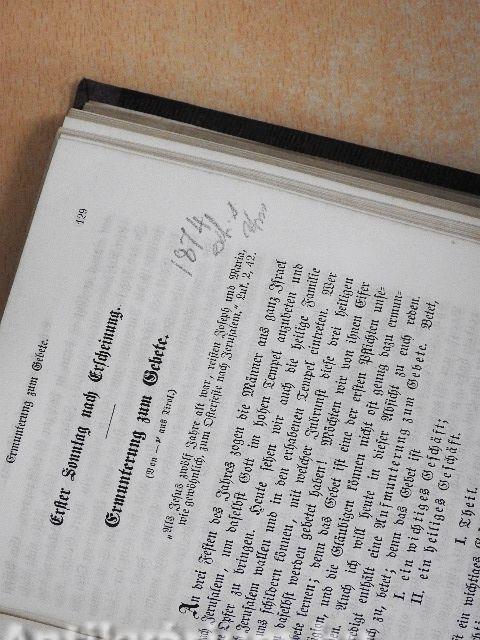 Ermunterung zum Gebete.
129
Erster Sonntag nach Erscheinung.
Ermunterung zum Gebete.
(Von — v aus Tirol.)
1874
„Als Jesus zwölf Jahre alt war, reisten Joseph und Maria,
wie gewöhnlich, zum Osterfeste nach Jerusalem.“ Luk. 2, 42.
An drei Festen des Jahres zogen die Männer aus ganz Israel
Jerusalem, um daselbst Gott im hohen Tempel anzubeten und
Opfer zu bringen. Heute sehen wir auch die heilige Familie
Jerusalem wallen und in den erhabenen Tempel eintreten. Wer
uns schildern können, mit welcher Inbrunst diese drei heiligen
daselbst werden gebetet haben! Möchten wir von ihnen Eifer
lernen; denn das Gebet ist eine der ersten Pflichten
und die Gläubigen können nicht oft genug dazu
Auch ich will heute in dieser Absicht zu euch reden.
enthält eine Aufmunterung zum Gebete. Betet,
zu, betet; denn das Gebet ist
I. ein wichtiges Geschäft;
II. ein heiliges Geschäft.
I. Theil.
ein wichtiges